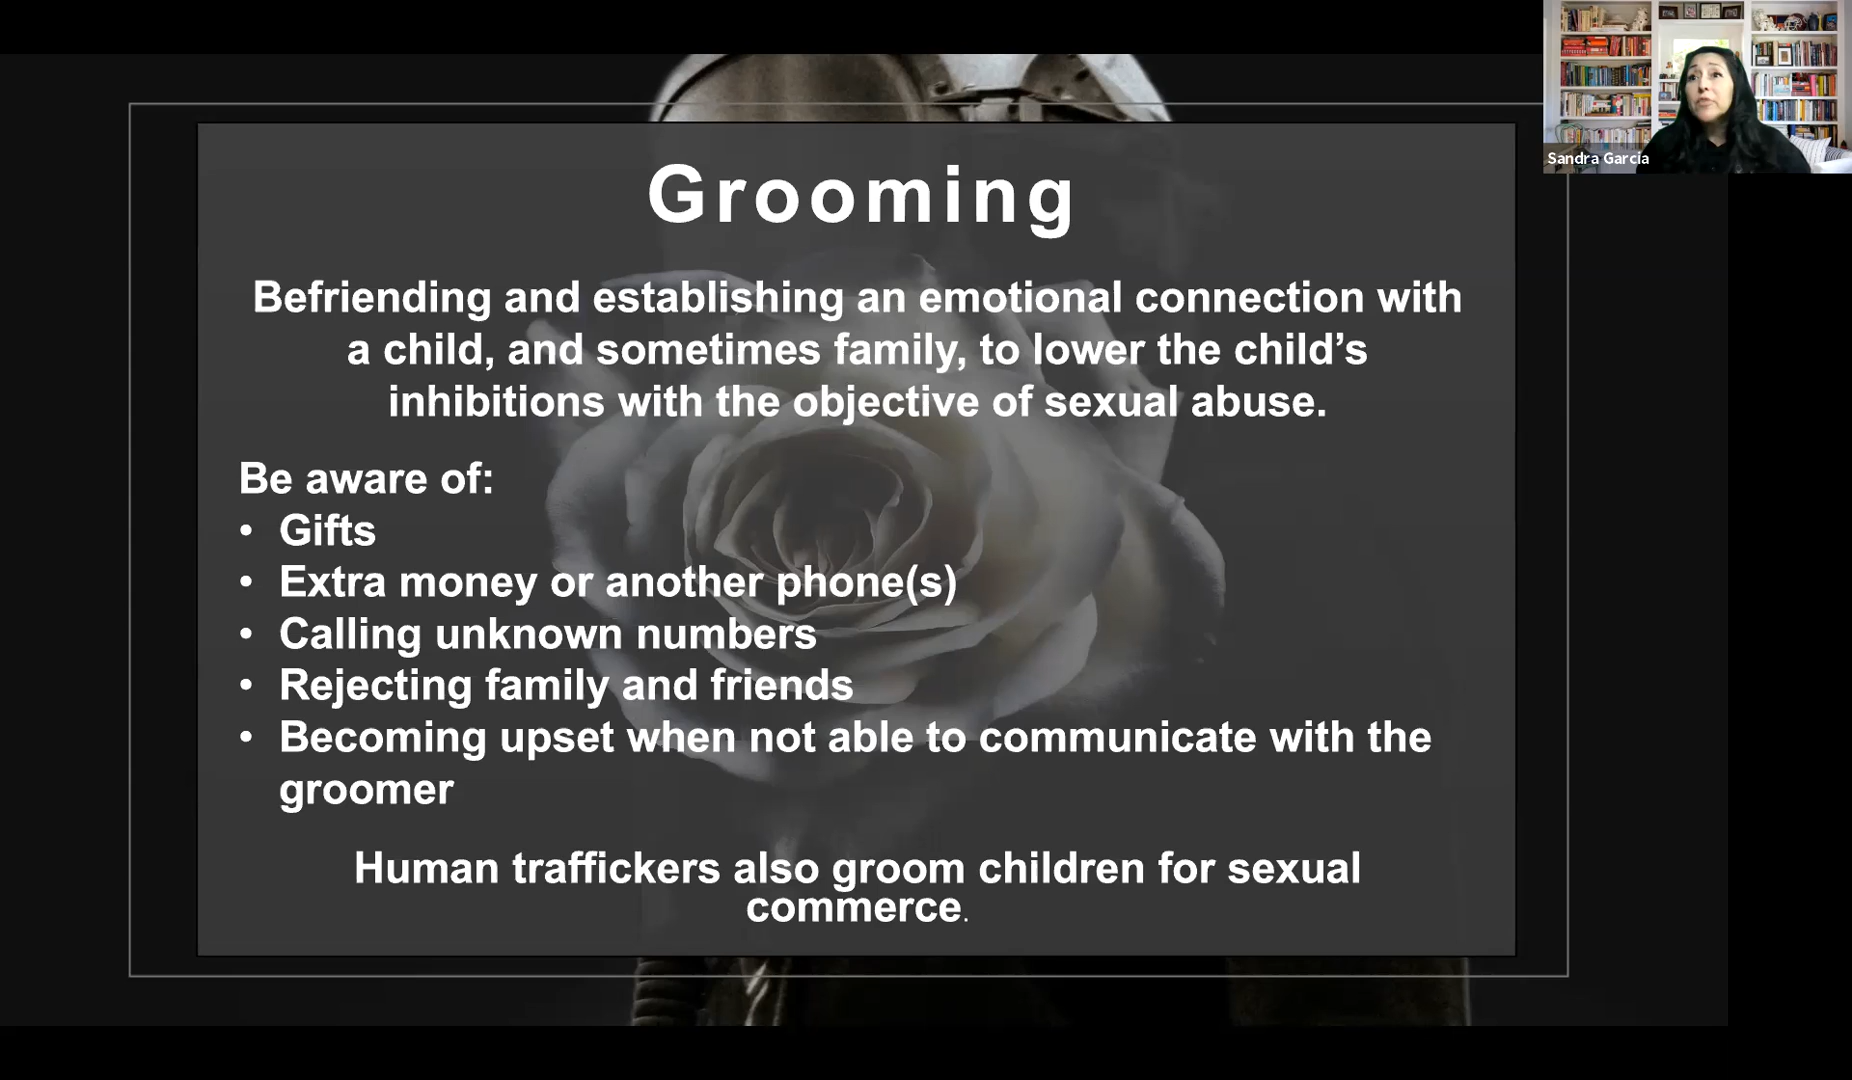 Sandra Garcia
Grooming
Befriending and establishing an emotional connection with
a child, and sometimes family, to lower the child’s
inhibitions with the objective of sexual abuse.
Be aware of:
• Gifts
• Extra money or another phone(s)
• Calling unknown numbers
• Rejecting family and friends
• Becoming upset when not able to communicate with the
groomer
Human traffickers also groom children for sexual
commerce.